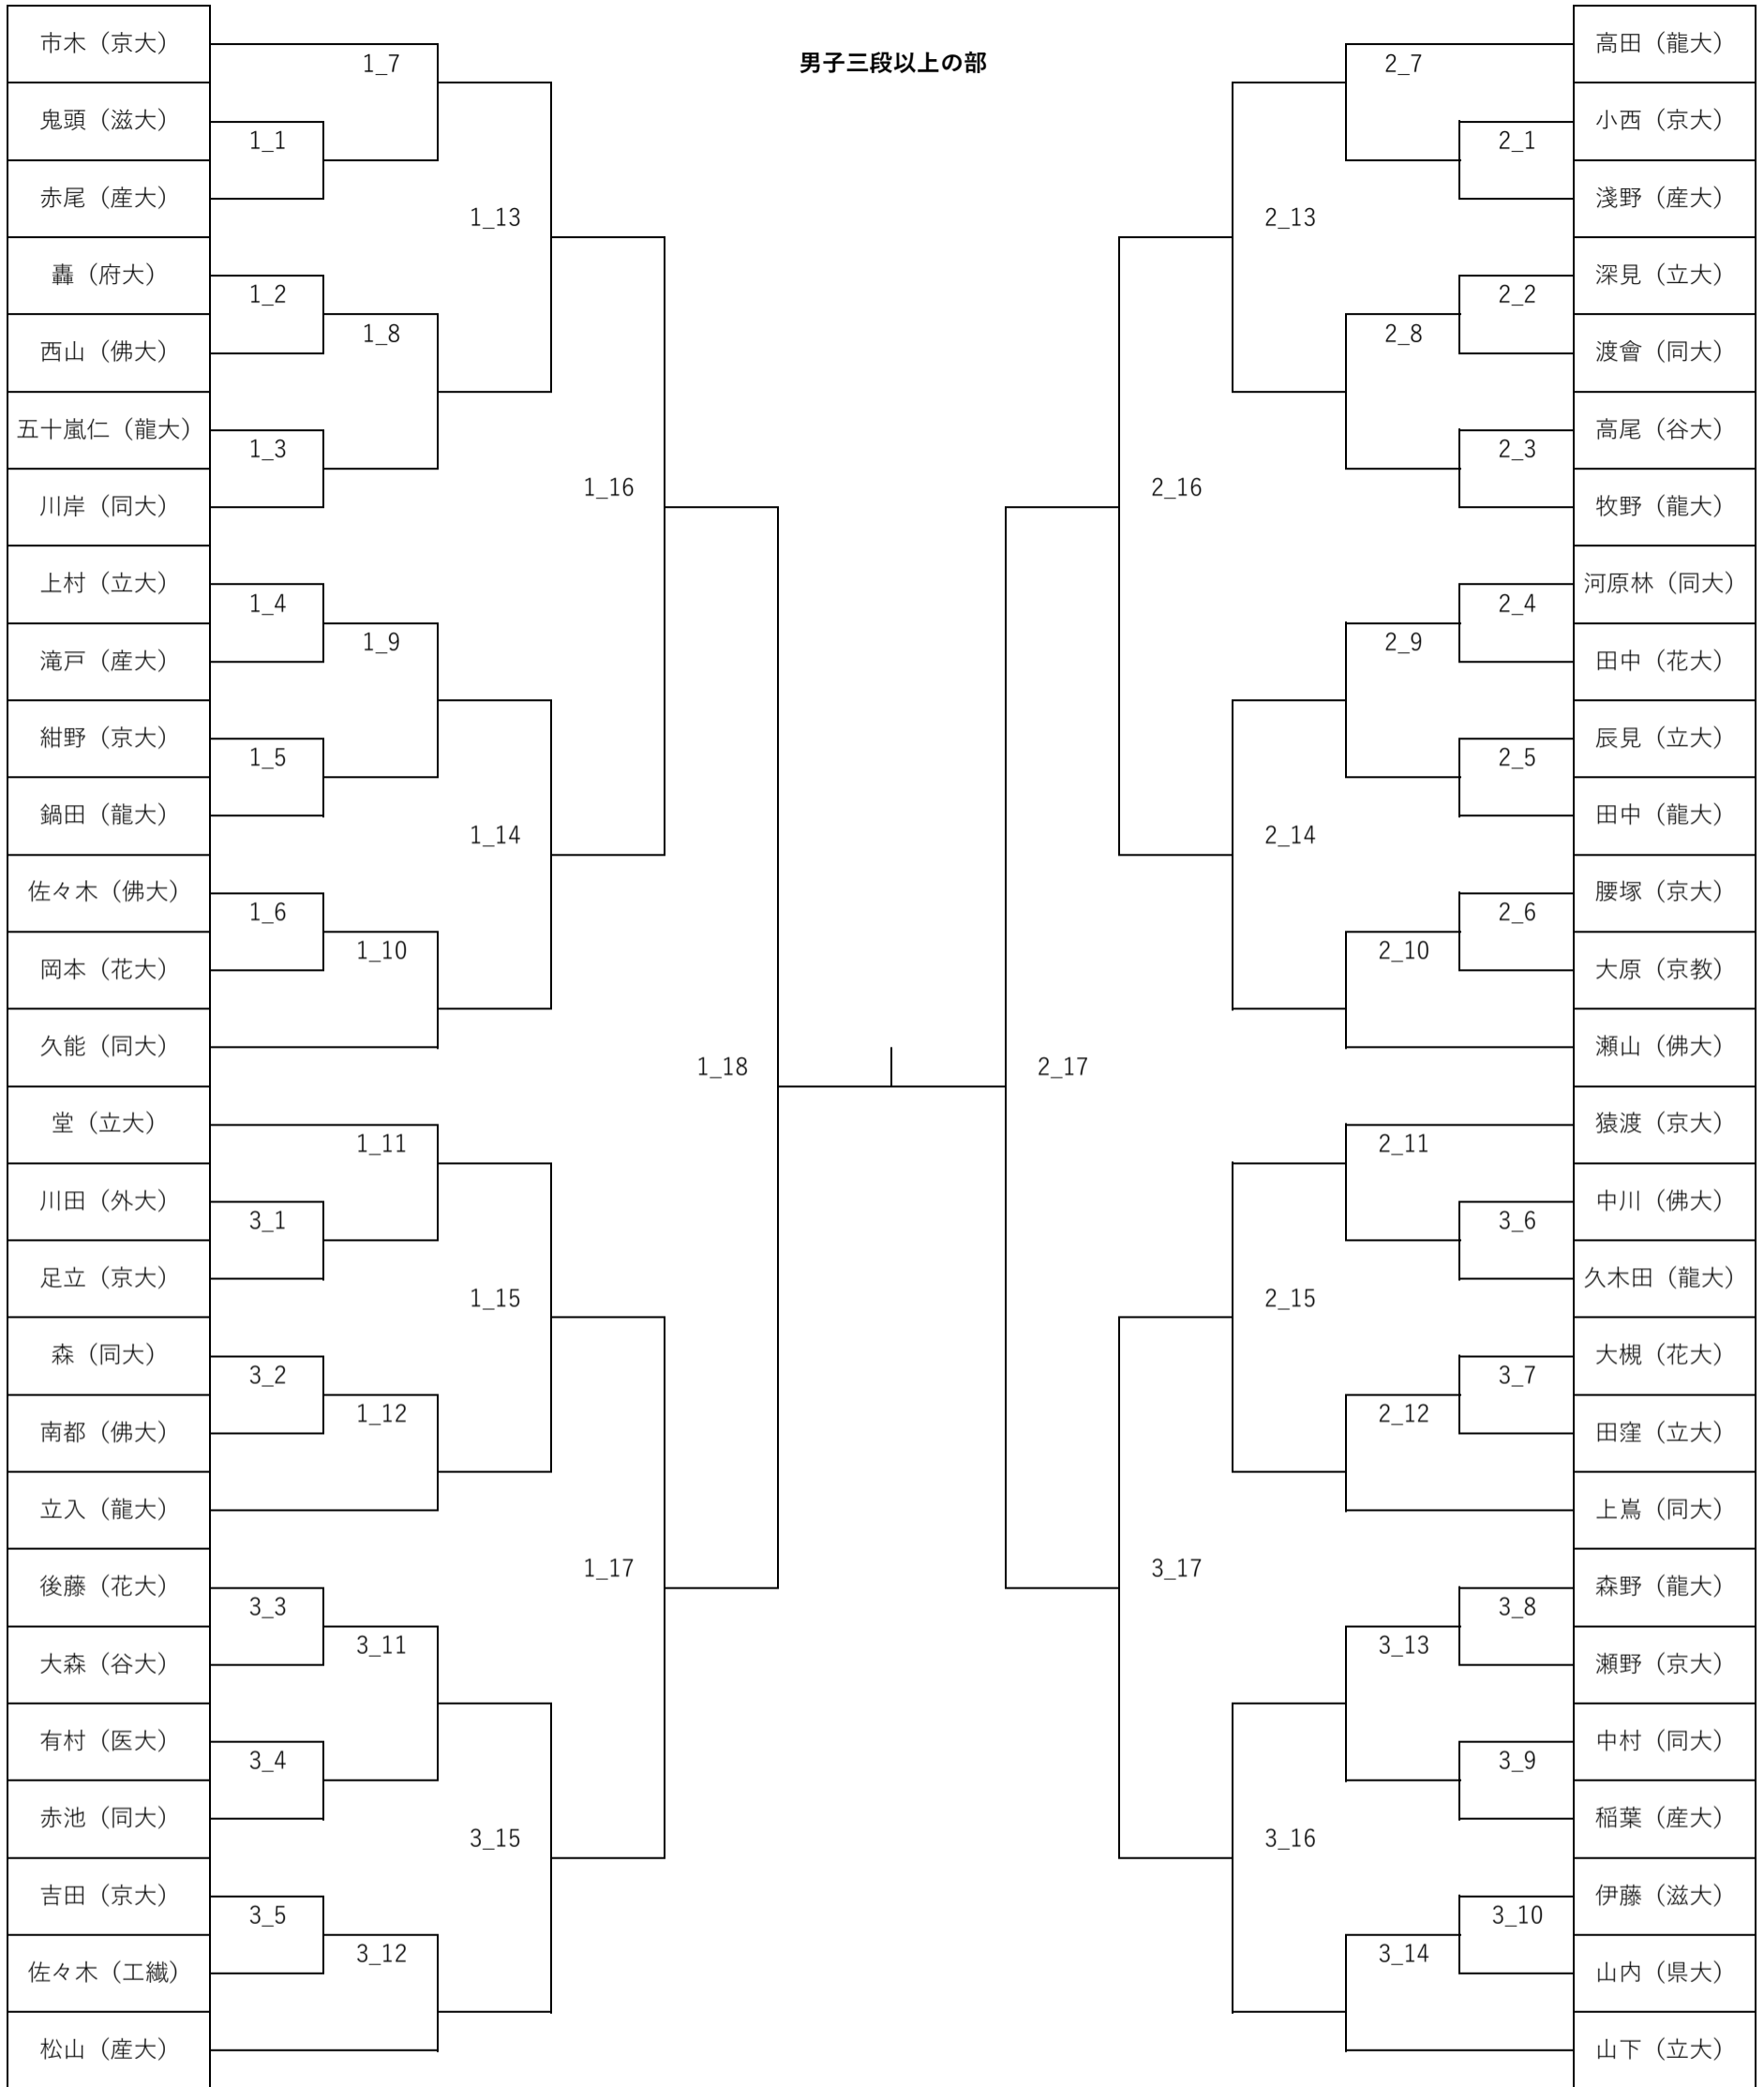 男子三段以上の部
市木（京大）
1_7
鬼頭（滋大）
1_1
赤尾（産大）
1_13
轟（府大）
1_2
西山（佛大）
1_8
五十嵐仁（龍大）
1_3
川岸（同大）
1_16
上村（立大）
1_4
滝戸（産大）
1_9
紺野（京大）
1_5
鍋田（龍大）
1_14
佐々木（佛大）
1_6
岡本（花大）
1_10
久能（同大）
1_18
堂（立大）
1_11
川田（外大）
3_1
足立（京大）
1_15
森（同大）
3_2
南都（佛大）
1_12
立入（龍大）
1_17
後藤（花大）
3_3
大森（谷大）
3_11
有村（医大）
3_4
赤池（同大）
3_15
吉田（京大）
3_5
佐々木（工繊）
3_12
松山（産大）
高田（龍大）
2_7
小西（京大）
2_1
淺野（産大）
2_13
深見（立大）
2_2
渡會（同大）
2_8
高尾（谷大）
2_3
牧野（龍大）
2_16
河原林（同大）
2_4
田中（花大）
2_9
辰見（立大）
2_5
田中（龍大）
2_14
腰塚（京大）
2_6
大原（京教）
2_10
瀬山（佛大）
2_17
猿渡（京大）
2_11
中川（佛大）
3_6
久木田（龍大）
2_15
大槻（花大）
3_7
田窪（立大）
2_12
上嶌（同大）
3_17
森野（龍大）
3_8
瀬野（京大）
3_13
中村（同大）
3_9
稲葉（産大）
3_16
伊藤（滋大）
3_10
山内（県大）
3_14
山下（立大）